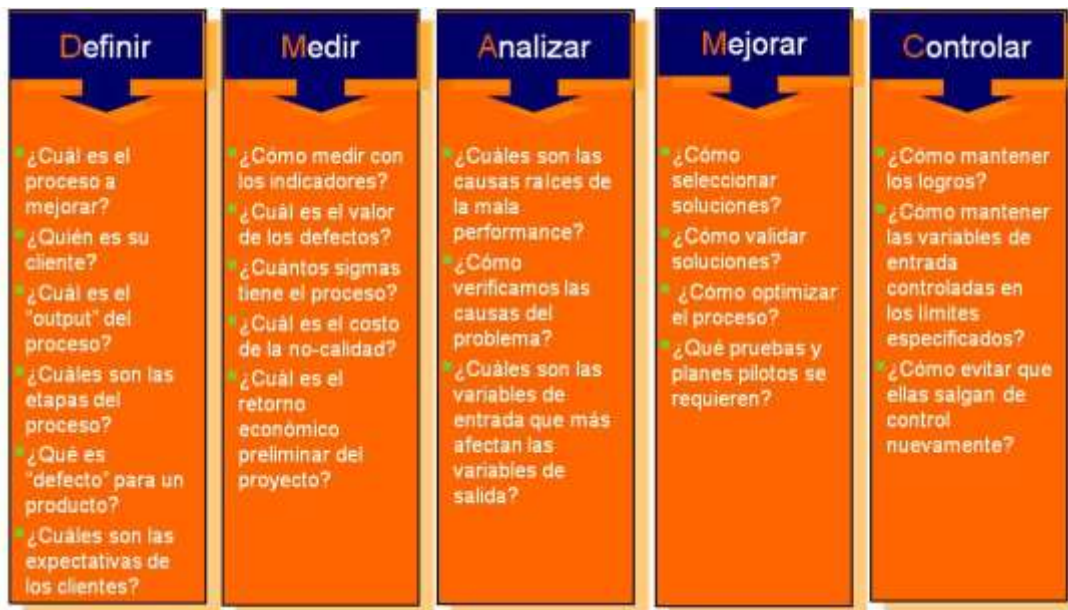 Definir
¿Cuál es el
proceso a
mejorar?
¿Quién es su
cliente?
¿Cuál es el
"output" del
proceso?
¿Cuáles son las
etapas del
proceso?
¿Qué es
"defecto" para un
producto?
¿Cuáles son las
expectativas de
los clientes?
Medir
¿Cómo medir con
los indicadores?
¿Cuál es el valor
de los defectos?
¿Cuántos sigmas
tiene el proceso?
¿Cuál es el costo
de la no-calidad?
¿Cuál es el
retorno
económico
preliminar del
proyecto?
Analizar
¿Cuáles son las
causas raíces de
la mala
performance?
¿Cómo
verificamos las
causas del
problema?
¿Cuáles son las
variables de
entrada que más
afectan las
variables de
salida?
Mejorar
¿Cómo
seleccionar
soluciones?
¿Cómo validar
soluciones?
¿Cómo optimizar
el proceso?
¿Qué pruebas y
planes pilotos se
requieren?
Controlar
¿Cómo mantener
los logros?
¿Cómo mantener
las variables de
entrada
controladas en
los límites
especificados?
¿Cómo evitar que
ellas salgan de
control
nuevamente?